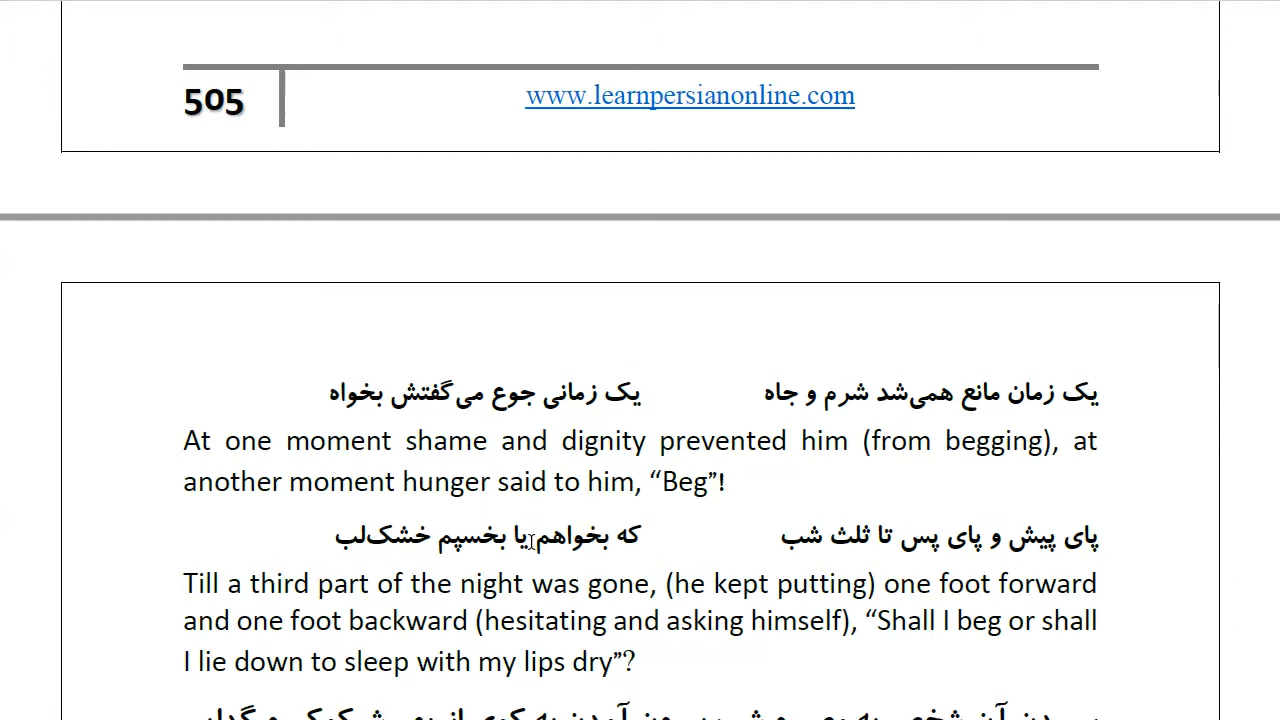 505 www.learnpersianonline.com
یک زمان مانع همی‌شد شرم و جاه یک زمانی جوع می‌گفتش بخواه
At one moment shame and dignity prevented him (from begging), at
another moment hunger said to him, “Beg”!
پای پیش و پای پس تا ثلث شب که بخواهم یا بخسپم خشک‌لب
Till a third part of the night was gone, (he kept putting) one foot forward
and one foot backward (hesitating and asking himself), “Shall I beg or shall
I lie down to sleep with my lips dry”?